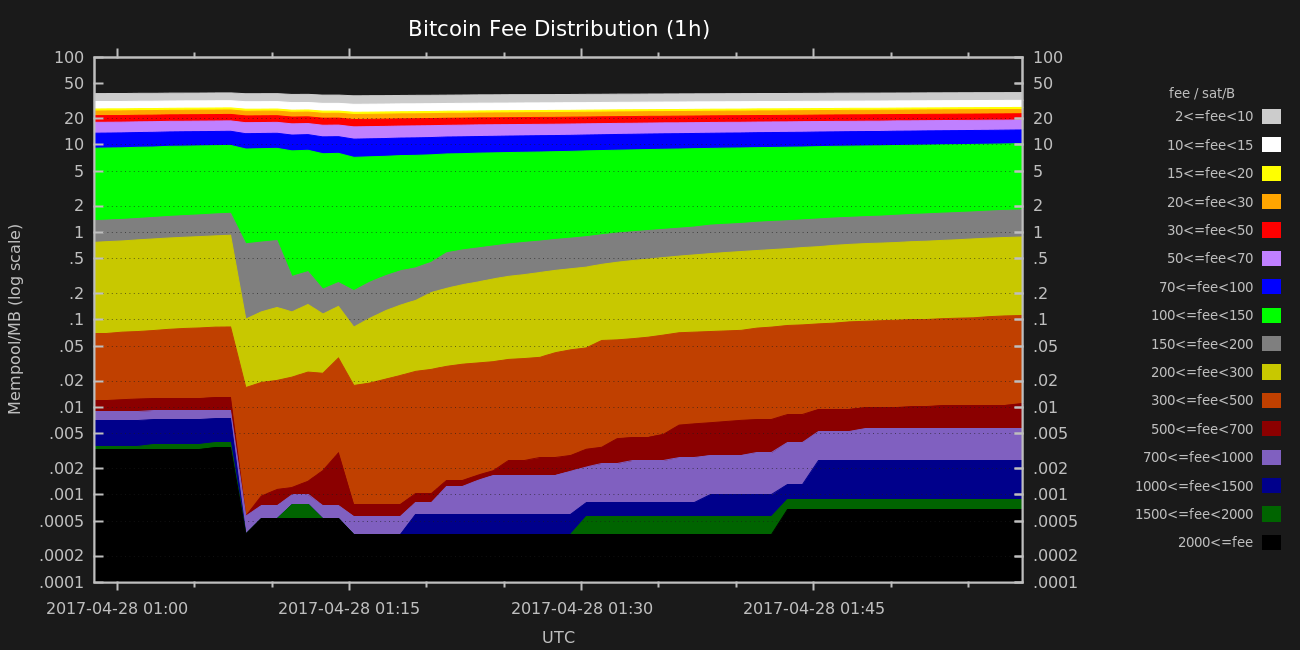 Bitcoin Fee Distribution (1h)
100
50
20
10
5
2
1
.5
.2
.1
.05
.02
.01
.005
.002
.001
.0005
.0002
.0001
Mempool/MB (log scale)
100
50
20
10
5
2
1
.5
.2
.1
.05
.02
.01
.005
.002
.001
.0005
.0002
.0001
fee / sat/B
2<=fee<10
10<=fee<15
15<=fee<20
20<=fee<30
30<=fee<50
50<=fee<70
70<=fee<100
100<=fee<150
150<=fee<200
200<=fee<300
300<=fee<500
500<=fee<700
700<=fee<1000
1000<=fee<1500
1500<=fee<2000
2000<=fee
2017-04-28 01:00 2017-04-28 01:15 2017-04-28 01:30 2017-04-28 01:45
UTC